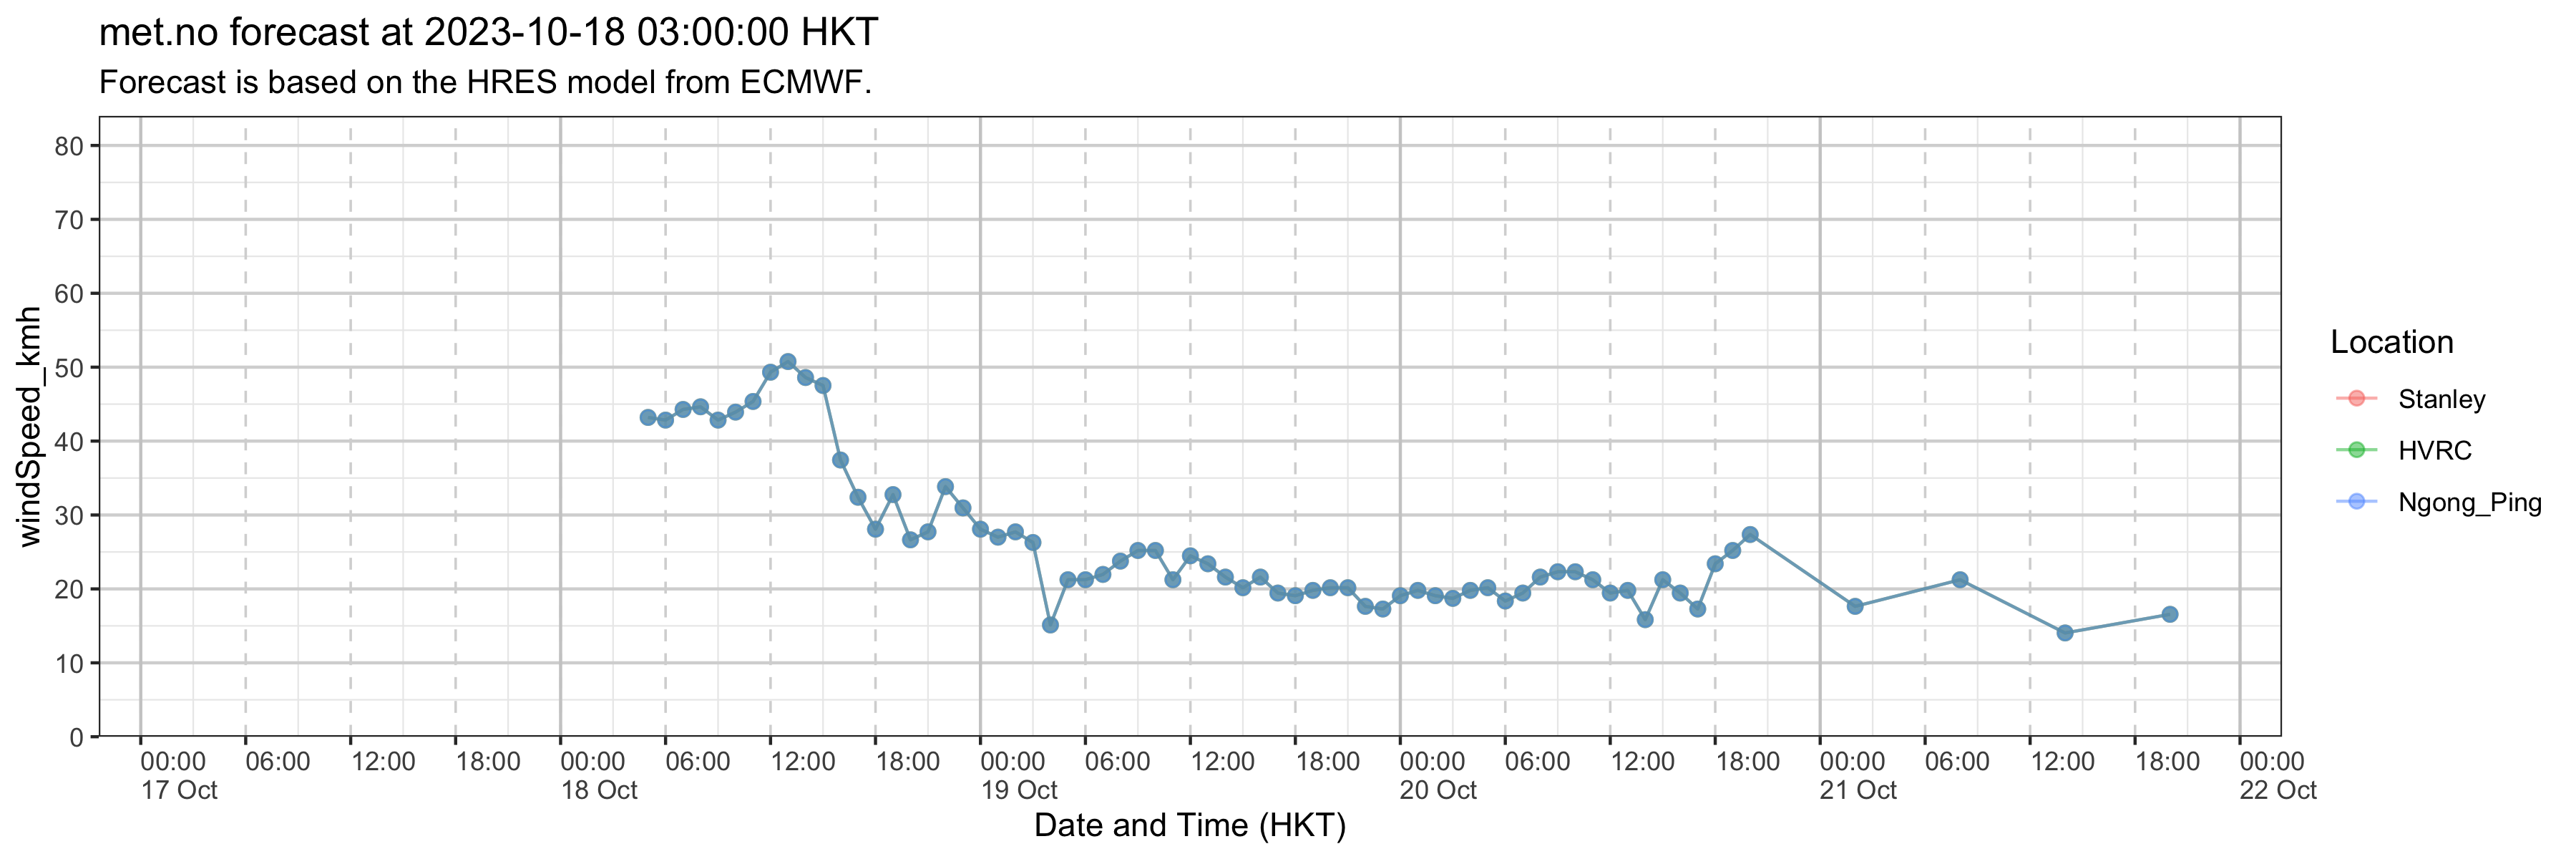 met.no forecast at 2023-10-18 03:00:00 HKT
Forecast is based on the HRES model from ECMWF.
windSpeed_kmh
80
70
60
50
40
30
20
10
0
00:00 06:00 12:00 18:00 00:00 06:00 12:00 18:00 00:00 06:00 12:00 18:00 00:00 06:00 12:00 18:00 00:00 06:00 12:00 18:00 00:00
17 Oct 18 Oct 19 Oct 20 Oct 21 Oct 22 Oct
Date and Time (HKT)
Location
Stanley
HVRC
Ngong_Ping